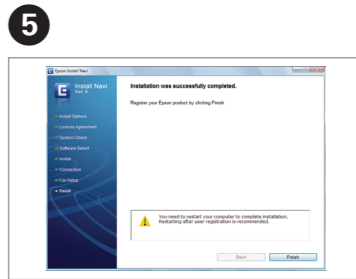 5
Epson Install Navi
Install Navi
Ver. 5
Installation was successfully completed.
Register your Epson product by clicking Finish.
Install Options
License Agreement
System Check
Software Select
Install
Connection
Fax Setup
Finish
You need to restart your computer to complete installation.
Restarting after user registration is recommended.
Back
Finish